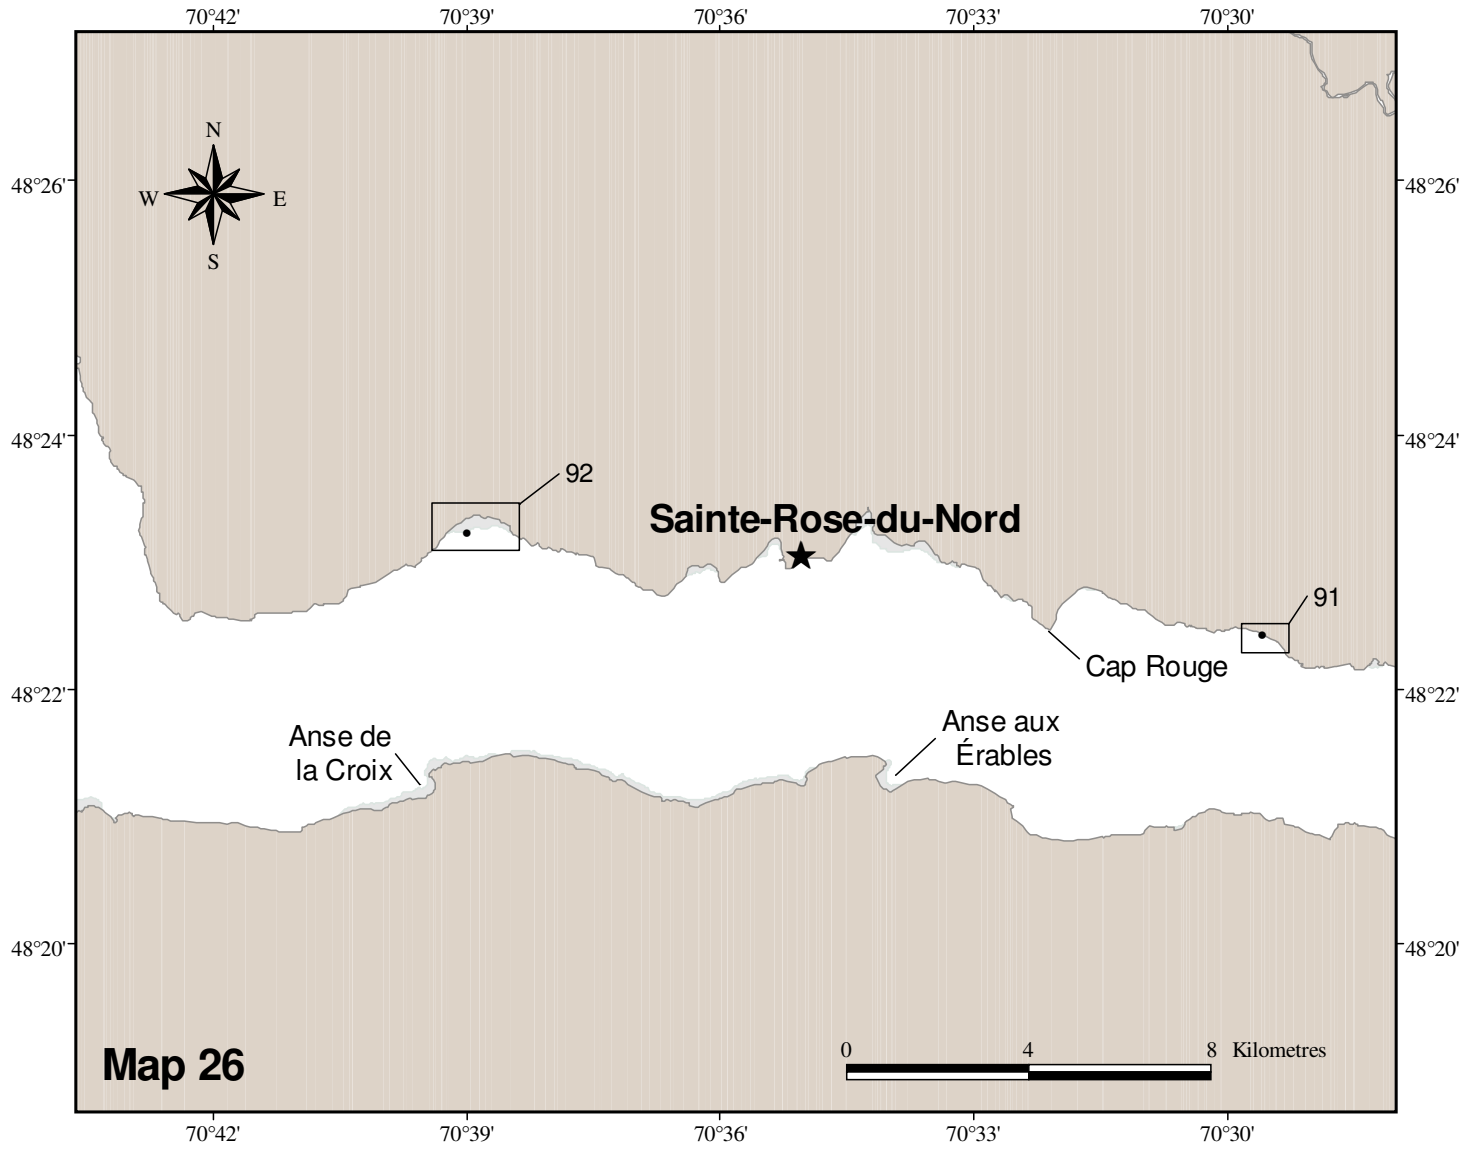 70°42' 70°39' 70°36' 70°33' 70°30'
N
48°26' W E 48°26'
S
48°24' 48°24'
92
Sainte-Rose-du-Nord
91
Cap Rouge
48°22' 48°22'
Anse de
la Croix
Anse aux
Érables
48°20' 48°20'
Map 26
0 4 8 Kilometres
70°42' 70°39' 70°36' 70°33' 70°30'